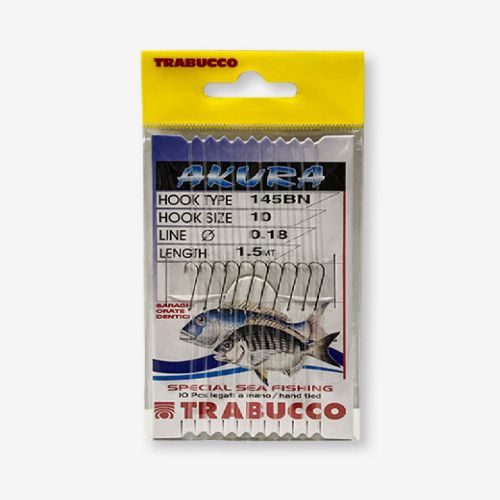 TRABUCCO
AKURA
HOOK TYPE 145BN
HOOK SIZE 10
LINE Ø 0.18
LENGTH 1.5MT
SARAGHI
ORATE
DENTICI
SPECIAL SEA FISHING
10 Pcs legati a mano / hand tied
TRABUCCO